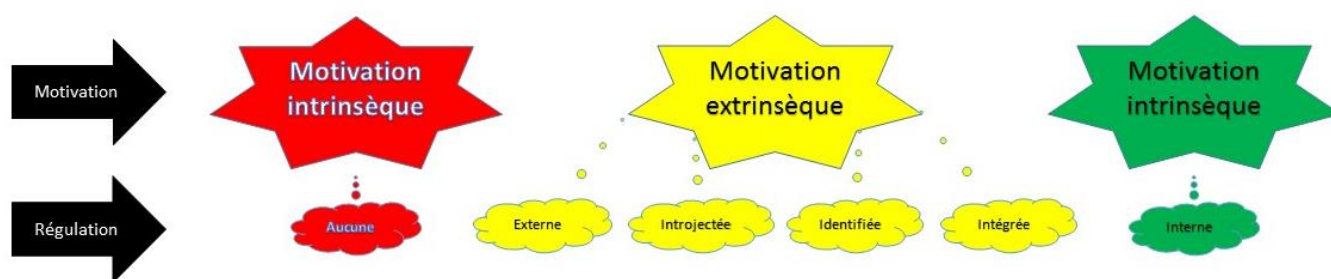 Motivation
Motivation
intrinsèque
Motivation
extrinsèque
Motivation
intrinsèque
Régulation
Aucune
Externe
Introjectée
Identifiée
Intégrée
Interne